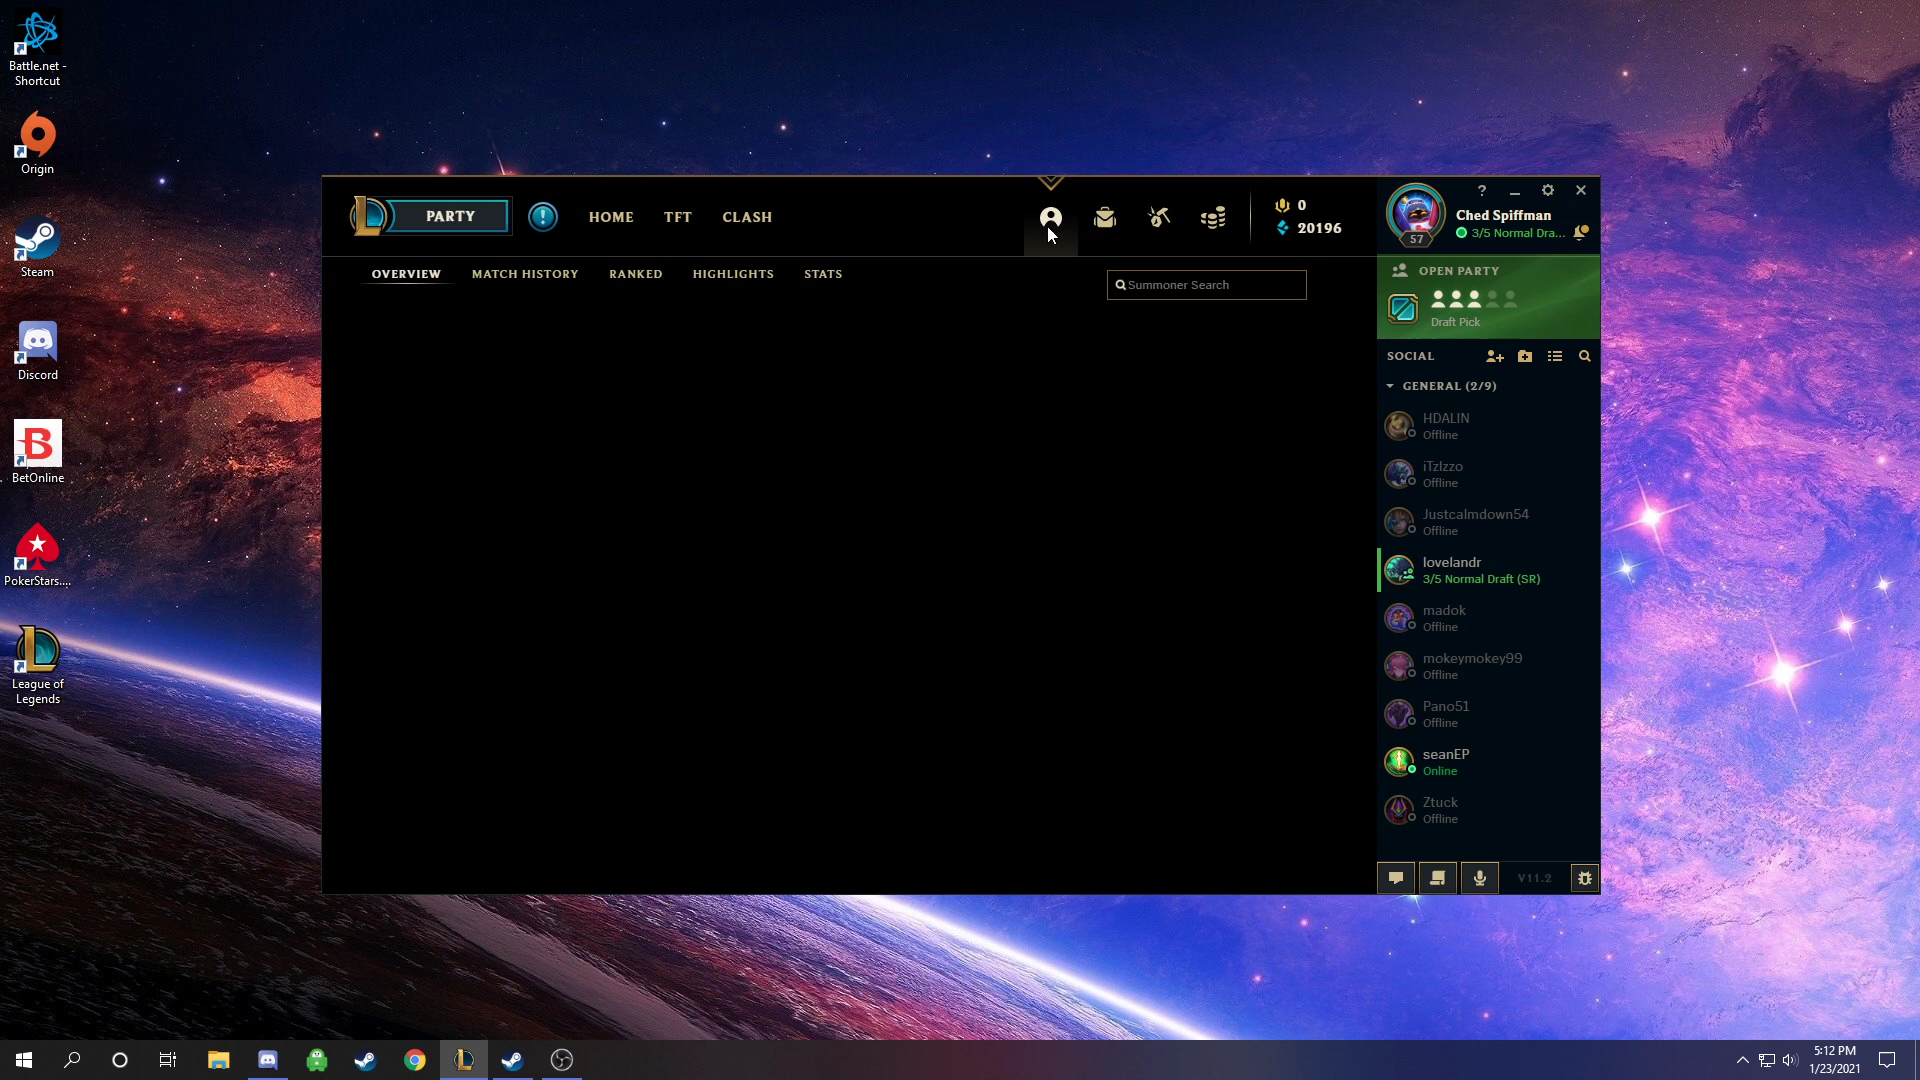 Battle.net -
Shortcut
Origin
Steam
Discord
BetOnline
PokerStars....
League of
Legends
PARTY
HOME
TFT
CLASH
0
20196
?
Ched Spiffman
3/5 Normal Dra...
57
OVERVIEW
MATCH HISTORY
RANKED
HIGHLIGHTS
STATS
Summoner Search
OPEN PARTY
Draft Pick
SOCIAL
GENERAL (2/9)
HDALIN
Offline
iTzIzzo
Offline
Justcalmdown54
Offline
lovelandr
3/5 Normal Draft (SR)
madok
Offline
mokeymokey99
Offline
Pano51
Offline
seanEP
Online
Ztuck
Offline
V11.2
5:12 PM
1/23/2021